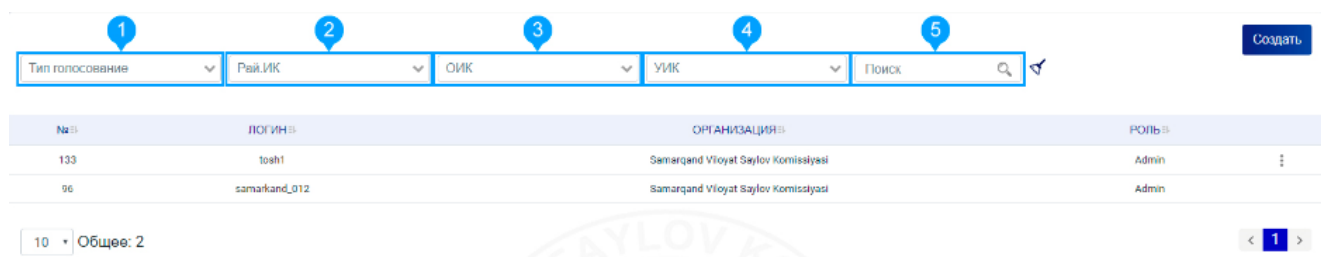 1 2 3 4 5
Создать
Тип голосование Рай.ИК ОИК УИК Поиск
№ ЛОГИН ОРГАНИЗАЦИЯ РОЛЬ
133 tosh1 Samarqand Viloyat Saylov Komissiyasi Admin
96 samarkand_012 Samarqand Viloyat Saylov Komissiyasi Admin
10 Общее: 2 < 1 >
SAYLOV K